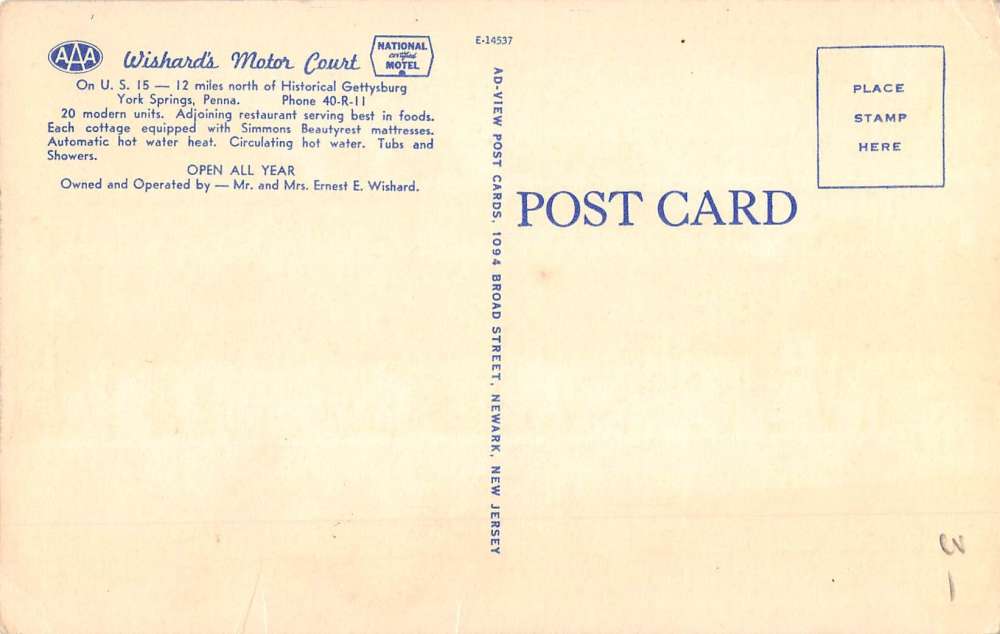 AAA
Wishard's Motor Court
NATIONAL
certified
MOTEL
On U. S. 15 — 12 miles north of Historical Gettysburg
York Springs, Penna. Phone 40-R-11
20 modern units. Adjoining restaurant serving best in foods.
Each cottage equipped with Simmons Beautyrest mattresses.
Automatic hot water heat. Circulating hot water. Tubs and
Showers.
OPEN ALL YEAR
Owned and Operated by — Mr. and Mrs. Ernest E. Wishard.
E-14537
AD-VIEW POST CARDS, 1094 BROAD STREET, NEWARK, NEW JERSEY
POST CARD
PLACE
STAMP
HERE
3 —